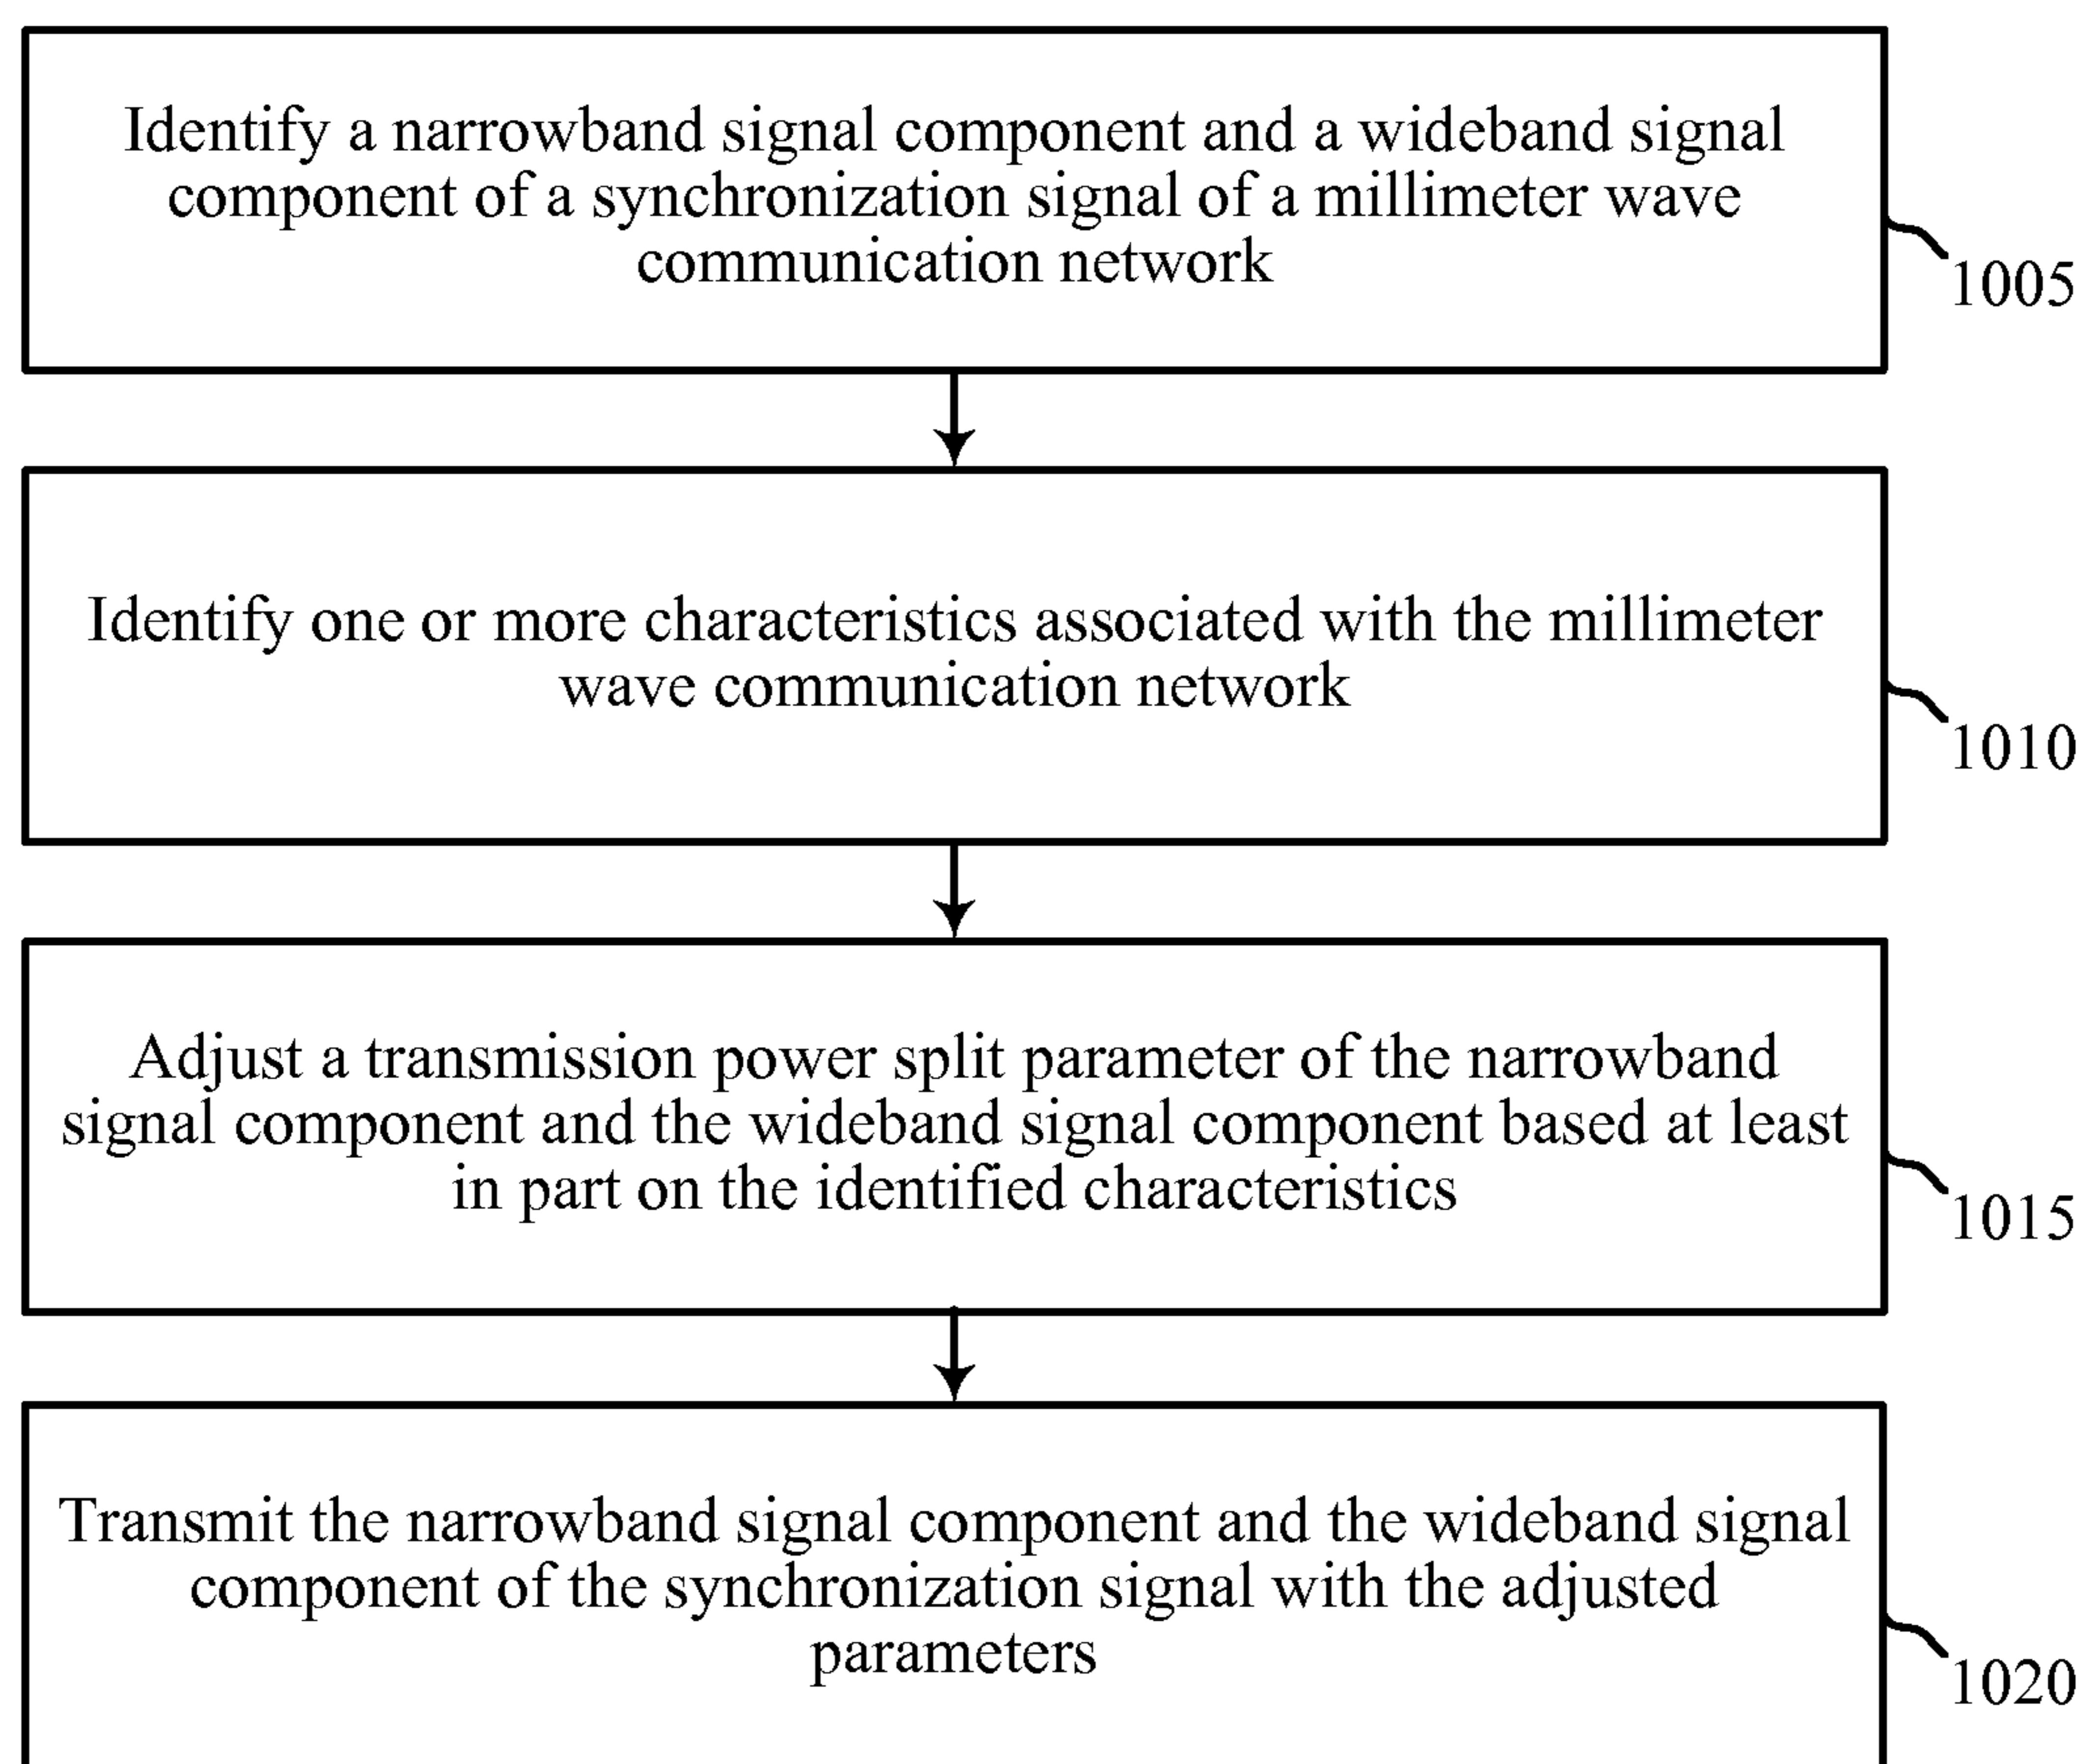 Identify a narrowband signal component and a wideband signal
component of a synchronization signal of a millimeter wave
communication network
1005
Identify one or more characteristics associated with the millimeter
wave communication network
1010
Adjust a transmission power split parameter of the narrowband
signal component and the wideband signal component based at least
in part on the identified characteristics
1015
Transmit the narrowband signal component and the wideband signal
component of the synchronization signal with the adjusted
parameters
1020